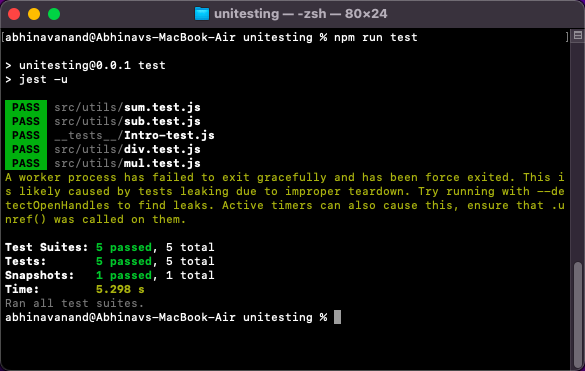 unitesting — -zsh — 80×24
[abhinavanand@Abhinavs-MacBook-Air unitesting % npm run test ]
> unitesting@0.0.1 test
> jest -u
PASS src/utils/sum.test.js
PASS src/utils/sub.test.js
PASS __tests__/Intro-test.js
PASS src/utils/div.test.js
PASS src/utils/mul.test.js
A worker process has failed to exit gracefully and has been force exited. This i
s likely caused by tests leaking due to improper teardown. Try running with --de
tectOpenHandles to find leaks. Active timers can also cause this, ensure that .u
nref() was called on them.
Test Suites: 5 passed, 5 total
Tests: 5 passed, 5 total
Snapshots: 1 passed, 1 total
Time: 5.298 s
Ran all test suites.
abhinavanand@Abhinavs-MacBook-Air unitesting %